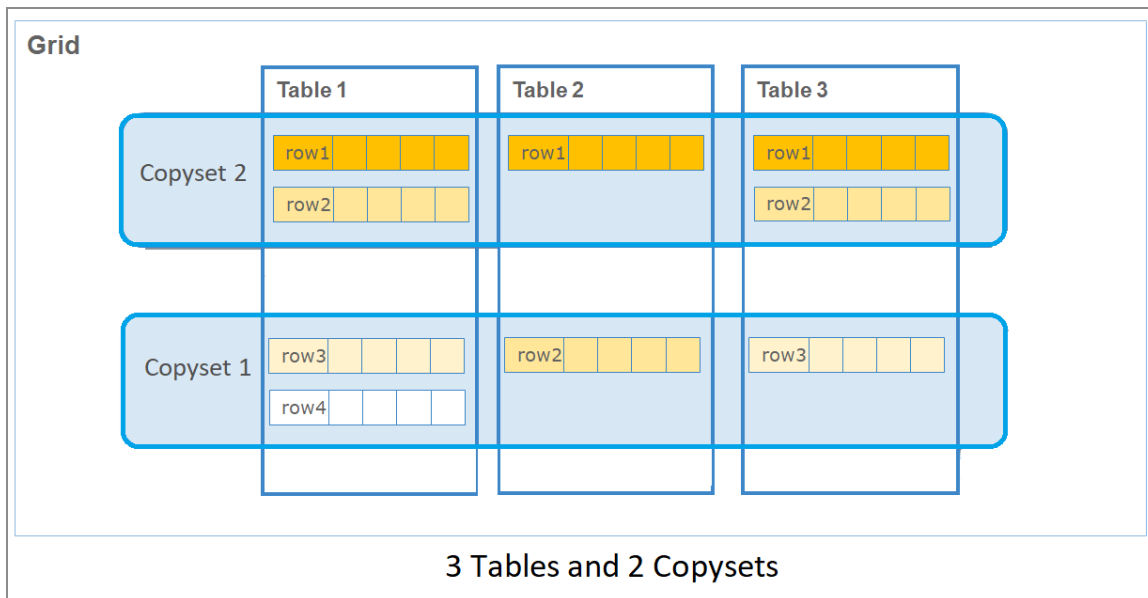 Grid
Table 1 Table 2 Table 3
row1 row1 row1
Copyset 2
row2 row2
Copyset 1
row3 row2 row3
row4
3 Tables and 2 Copysets